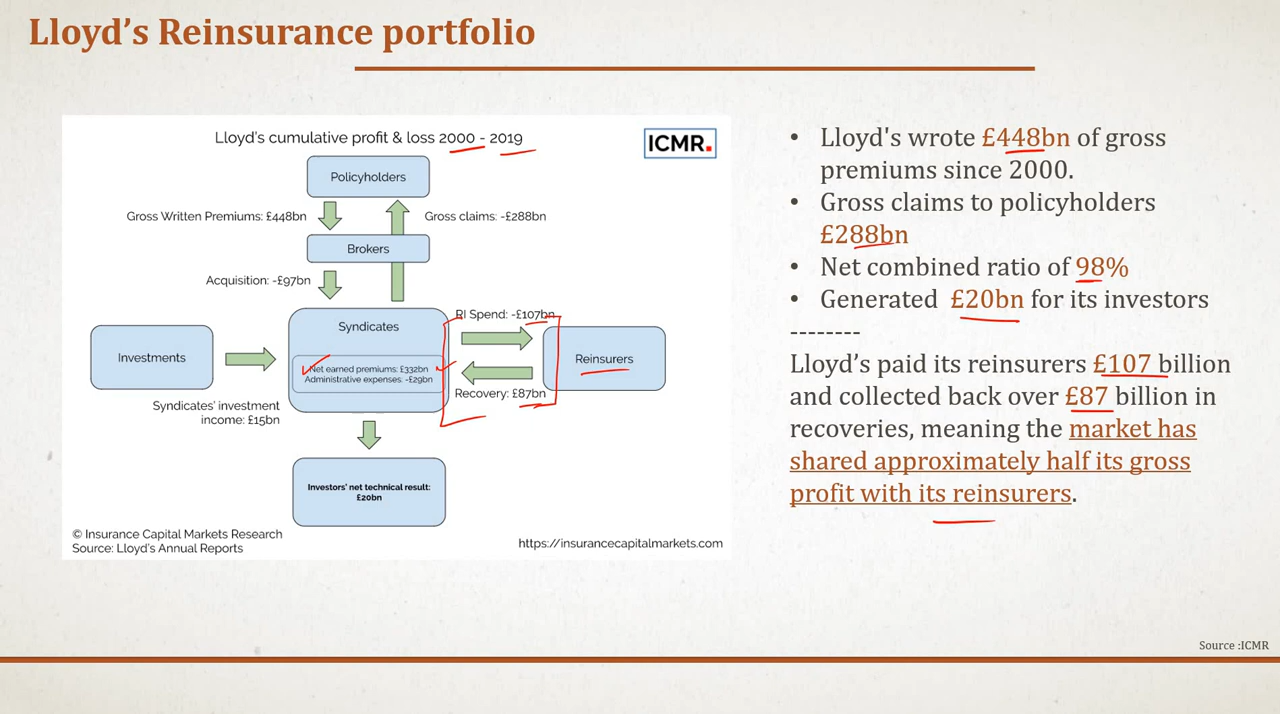 Lloyd's Reinsurance portfolio
Lloyd's cumulative profit & loss 2000 - 2019
ICMR.
Policyholders
Gross Written Premiums: £448bn
Gross claims: -£288bn
Brokers
Acquisition: -£97bn
Syndicates
Net earned premiums: £332bn
Administrative expenses: -£29bn
Investments
Syndicates' investment
income: £15bn
RI Spend: -£107bn
Reinsurers
Recovery: £87bn
Investors' net technical result:
£20bn
© Insurance Capital Markets Research
Source: Lloyd's Annual Reports
https://insurancecapitalmarkets.com
• Lloyd's wrote £448bn of gross
premiums since 2000.
• Gross claims to policyholders
£288bn
• Net combined ratio of 98%
• Generated £20bn for its investors
--------
Lloyd's paid its reinsurers £107 billion
and collected back over £87 billion in
recoveries, meaning the market has
shared approximately half its gross
profit with its reinsurers.
Source :ICMR